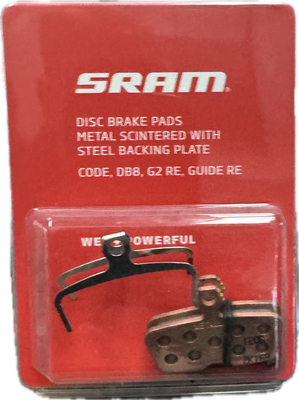 SRAM
DISC BRAKE PADS
METAL SCINTERED WITH
STEEL BACKING PLATE
CODE, DB8, G2 RE, GUIDE RE
POWERFUL